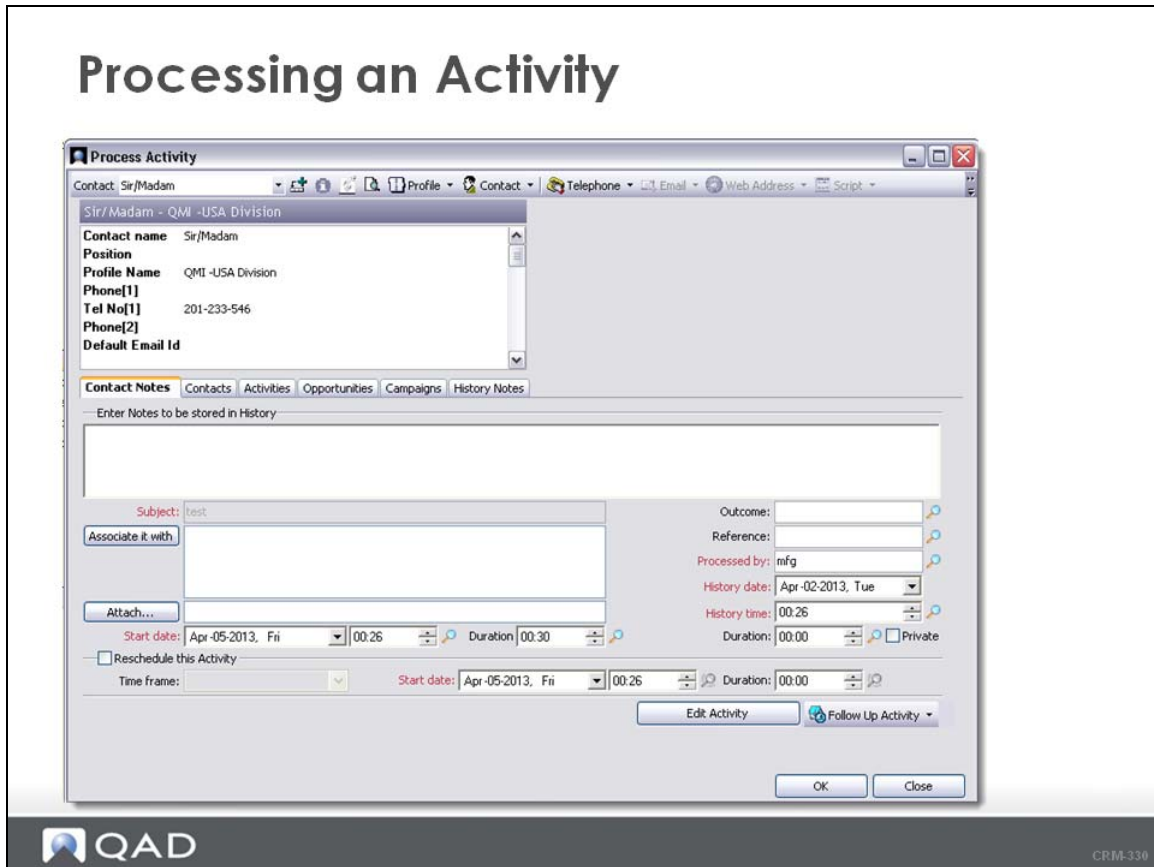 Processing an Activity
Process Activity
Contact Sir/Madam Profile Contact Telephone Email Web Address Script
Sir/Madam - QMI -USA Division
Contact name Sir/Madam
Position
Profile Name QMI -USA Division
Phone[1]
Tel No[1] 201-233-546
Phone[2]
Default Email Id
Contact Notes Contacts Activities Opportunities Campaigns History Notes
Enter Notes to be stored in History
Subject: test Outcome:
Associate it with Reference:
Processed by: mfg
History date: Apr-02-2013, Tue
Attach... History time: 00:26
Start date: Apr-05-2013, Fri 00:26 Duration 00:30 Duration: 00:00 Private
Reschedule this Activity
Time frame: Start date: Apr-05-2013, Fri 00:26 Duration: 00:00
Edit Activity Follow Up Activity
OK Close
QAD CRM-330